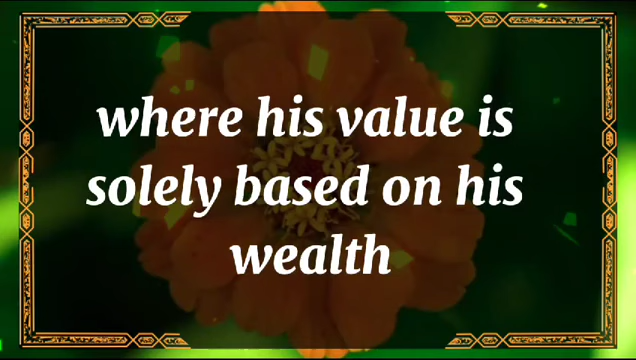 where his value is
solely based on his
wealth